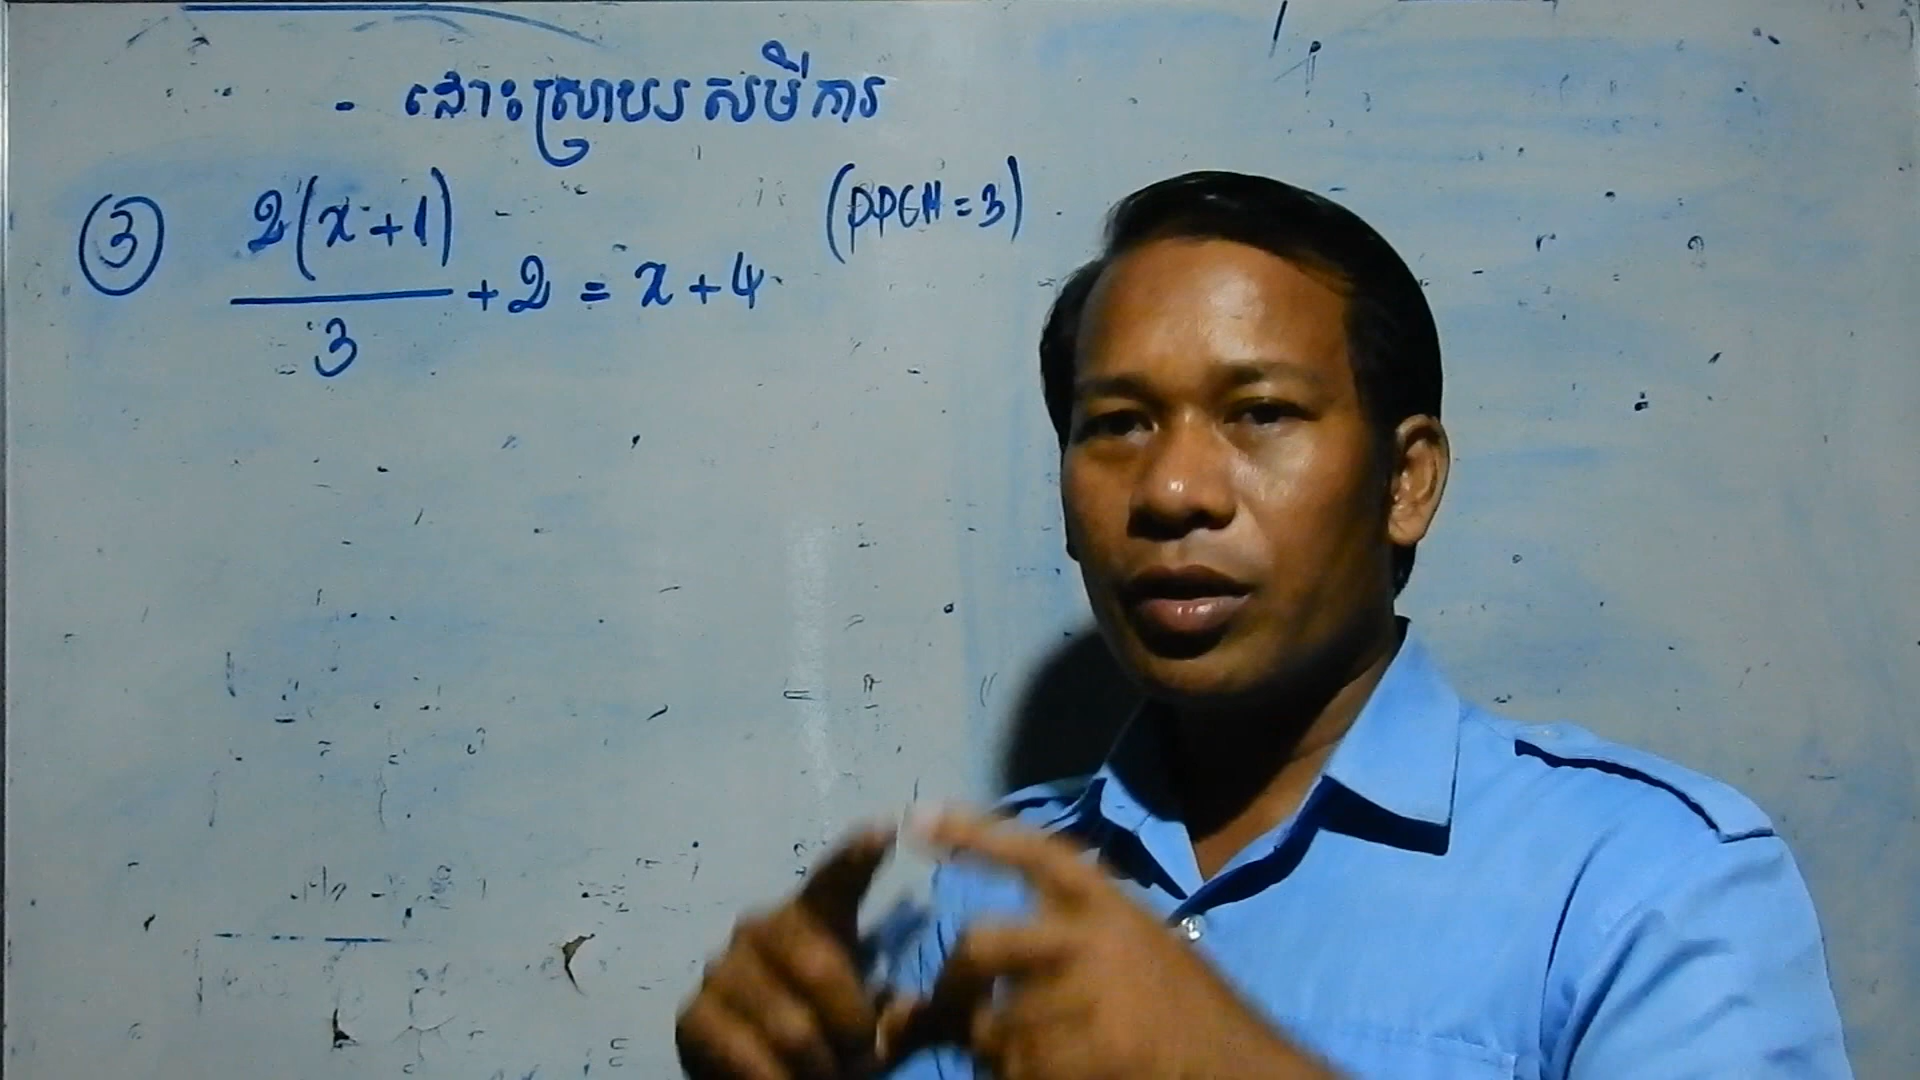 ដោះស្រាយ សមីការ
③ 2(x+1)/3 + 2 = x + 4
(PPCM = 3)